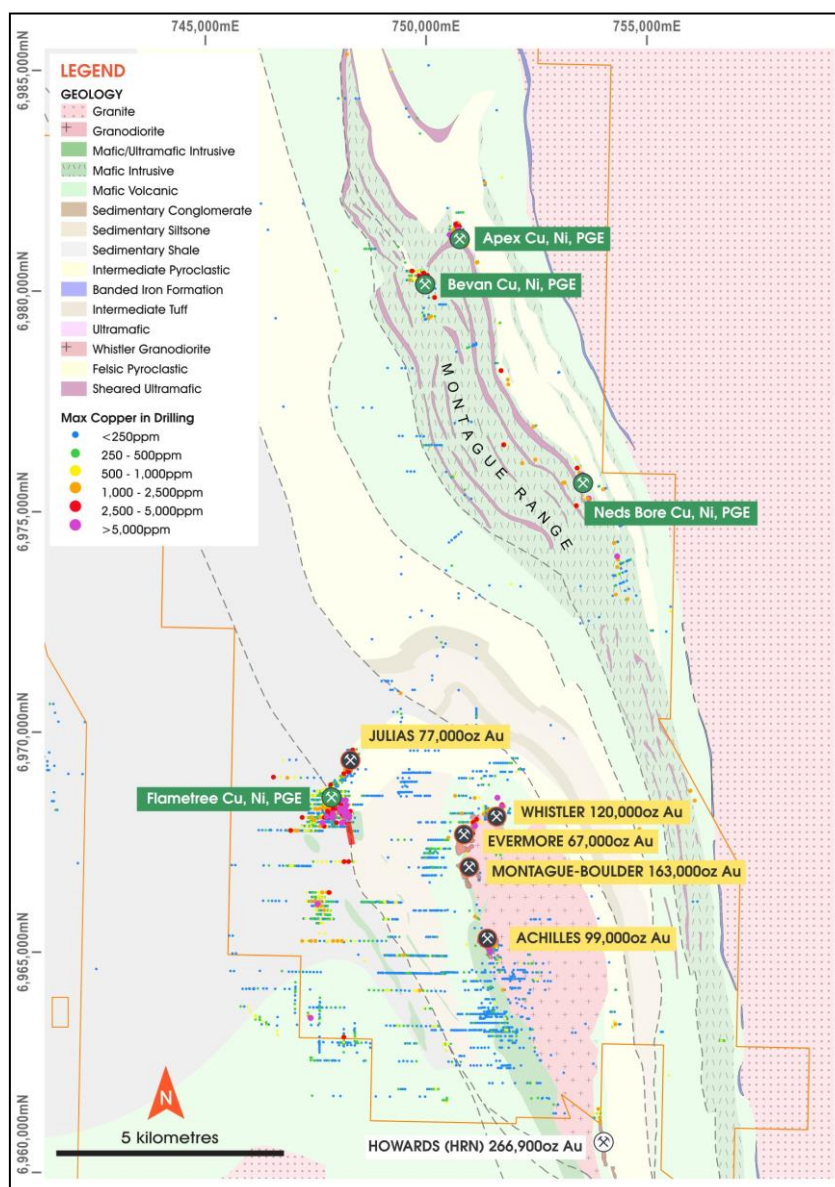 745,000mE
750,000mE
755,000mE
6,985,000mN
6,980,000mN
6,975,000mN
6,970,000mN
6,965,000mN
6,960,000mN
LEGEND
GEOLOGY
Granite
Granodiorite
Mafic/Ultramafic Intrusive
Mafic Intrusive
Mafic Volcanic
Sedimentary Conglomerate
Sedimentary Siltsone
Sedimentary Shale
Intermediate Pyroclastic
Banded Iron Formation
Intermediate Tuff
Ultramafic
Whistler Granodiorite
Felsic Pyroclastic
Sheared Ultramafic
Max Copper in Drilling
<250ppm
250 - 500ppm
500 - 1,000ppm
1,000 - 2,500ppm
2,500 - 5,000ppm
>5,000ppm
Apex Cu, Ni, PGE
Bevan Cu, Ni, PGE
MONTAGUE RANGE
Neds Bore Cu, Ni, PGE
JULIAS 77,000oz Au
Flametree Cu, Ni, PGE
WHISTLER 120,000oz Au
EVERMORE 67,000oz Au
MONTAGUE-BOULDER 163,000oz Au
ACHILLES 99,000oz Au
N
5 kilometres
HOWARDS (HRN) 266,900oz Au